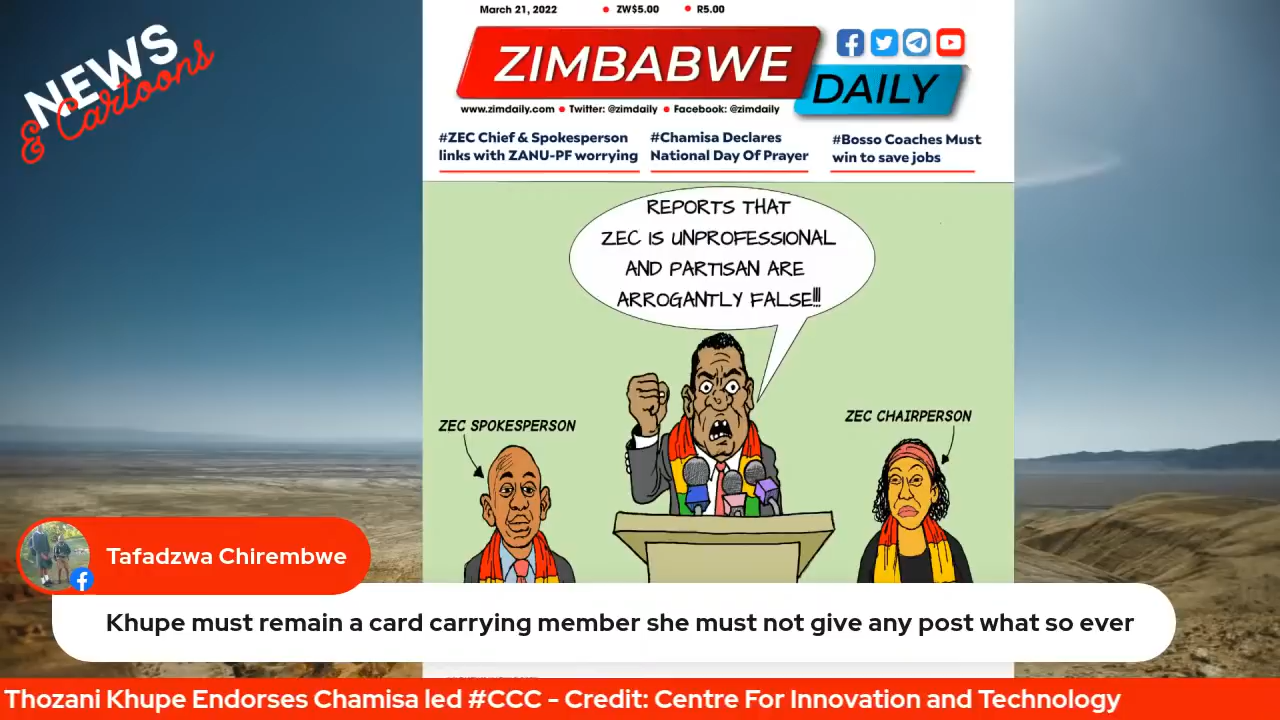 NEWS
& Cartoons
March 21, 2022 • ZW$5.00 • R5.00
ZIMBABWE
DAILY
www.zimdaily.com • Twitter: @zimdaily • Facebook: @zimdaily
#ZEC Chief & Spokesperson
links with ZANU-PF worrying
#Chamisa Declares
National Day Of Prayer
#Bosso Coaches Must
win to save jobs
REPORTS THAT
ZEC IS UNPROFESSIONAL
AND PARTISAN ARE
ARROGANTLY FALSE!!!
ZEC SPOKESPERSON
ZEC CHAIRPERSON
Tafadzwa Chirembwe
Khupe must remain a card carrying member she must not give any post what so ever
Thozani Khupe Endorses Chamisa led #CCC - Credit: Centre For Innovation and Technology